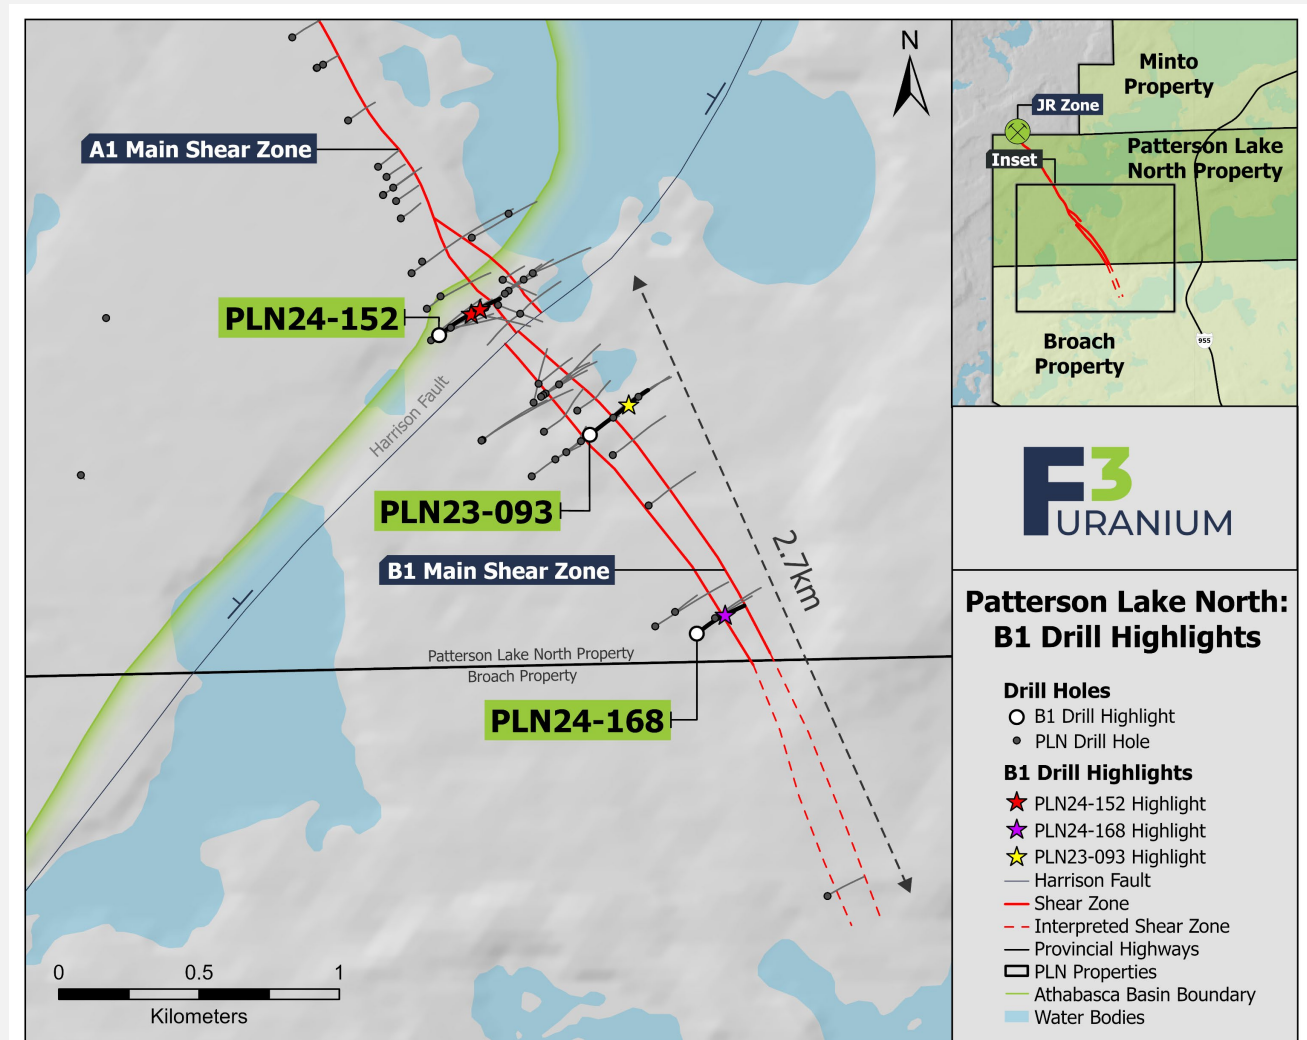 N
A1 Main Shear Zone
PLN24-152
Harrison Fault
PLN23-093
B1 Main Shear Zone
2.7km
Patterson Lake North Property
Broach Property
PLN24-168
0 0.5 1
Kilometers
Minto
Property
JR Zone
Inset
Patterson Lake
North Property
Broach
Property
955
F3
URANIUM
Patterson Lake North:
B1 Drill Highlights
Drill Holes
B1 Drill Highlight
PLN Drill Hole
B1 Drill Highlights
PLN24-152 Highlight
PLN24-168 Highlight
PLN23-093 Highlight
Harrison Fault
Shear Zone
Interpreted Shear Zone
Provincial Highways
PLN Properties
Athabasca Basin Boundary
Water Bodies